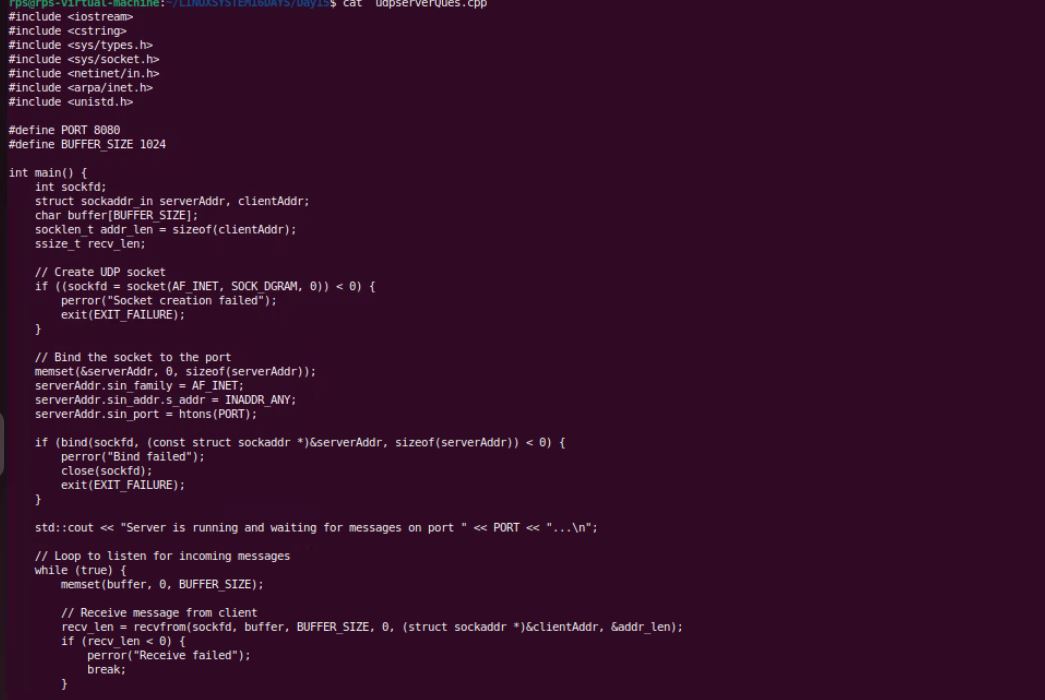 rps@rps-virtual-machine:~/LINUXSYSTEM16DAYS/Day15$ cat  udpserverQues.cpp
#include <iostream>
#include <cstring>
#include <sys/types.h>
#include <sys/socket.h>
#include <netinet/in.h>
#include <arpa/inet.h>
#include <unistd.h>

#define PORT 8080
#define BUFFER_SIZE 1024

int main() {
    int sockfd;
    struct sockaddr_in serverAddr, clientAddr;
    char buffer[BUFFER_SIZE];
    socklen_t addr_len = sizeof(clientAddr);
    ssize_t recv_len;

    // Create UDP socket
    if ((sockfd = socket(AF_INET, SOCK_DGRAM, 0)) < 0) {
        perror("Socket creation failed");
        exit(EXIT_FAILURE);
    }

    // Bind the socket to the port
    memset(&serverAddr, 0, sizeof(serverAddr));
    serverAddr.sin_family = AF_INET;
    serverAddr.sin_addr.s_addr = INADDR_ANY;
    serverAddr.sin_port = htons(PORT);

    if (bind(sockfd, (const struct sockaddr *)&serverAddr, sizeof(serverAddr)) < 0) {
        perror("Bind failed");
        close(sockfd);
        exit(EXIT_FAILURE);
    }

    std::cout << "Server is running and waiting for messages on port " << PORT << "...\n";

    // Loop to listen for incoming messages
    while (true) {
        memset(buffer, 0, BUFFER_SIZE);

        // Receive message from client
        recv_len = recvfrom(sockfd, buffer, BUFFER_SIZE, 0, (struct sockaddr *)&clientAddr, &addr_len);
        if (recv_len < 0) {
            perror("Receive failed");
            break;
        }